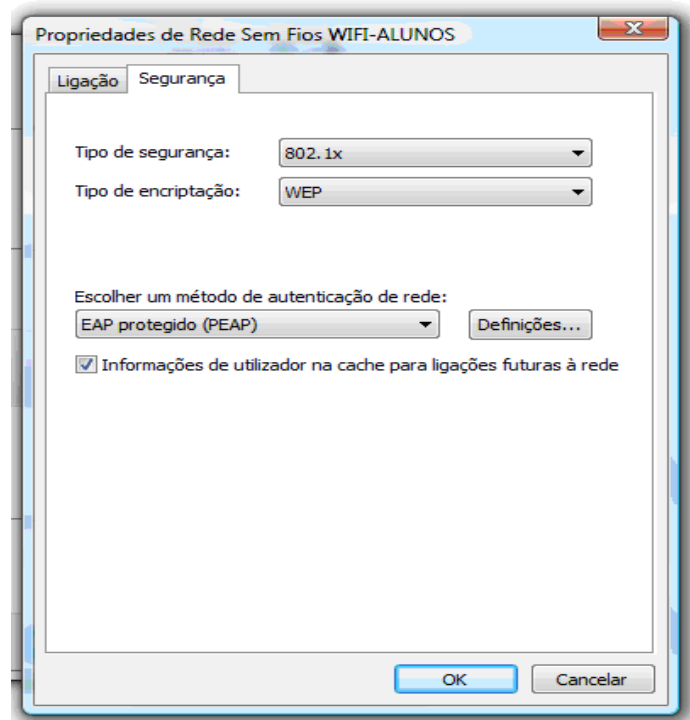 Propriedades de Rede Sem Fios WIFI-ALUNOS
Ligação Segurança
Tipo de segurança: 802.1x
Tipo de encriptação: WEP
Escolher um método de autenticação de rede:
EAP protegido (PEAP) Definições...
Informações de utilizador na cache para ligações futuras à rede
OK Cancelar